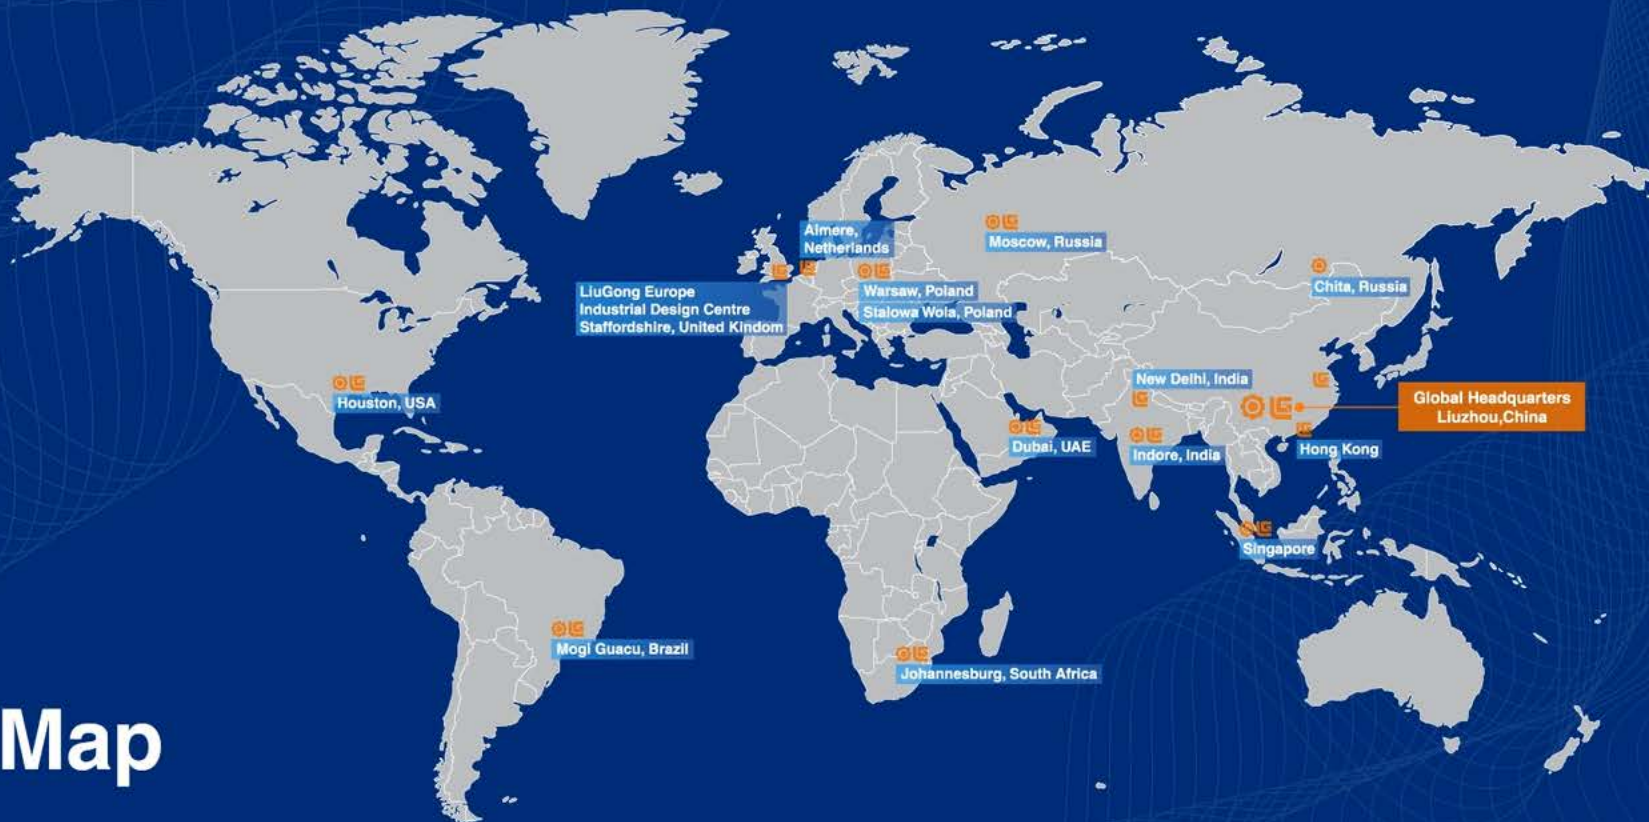 Almere,
Netherlands
Moscow, Russia
LiuGong Europe
Industrial Design Centre
Staffordshire, United Kindom
Warsaw, Poland
Stalowa Wola, Poland
Chita, Russia
Houston, USA
New Delhi, India
Global Headquarters
Liuzhou,China
Dubai, UAE
Indore, India
Hong Kong
Singapore
Mogi Guacu, Brazil
Johannesburg, South Africa
Map